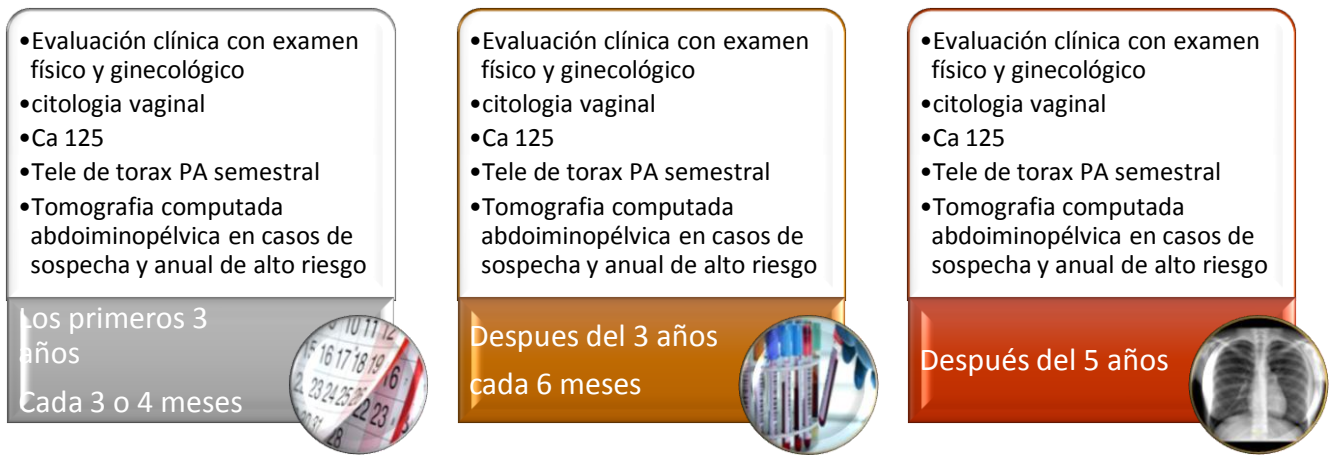 •Evaluación clínica con examen
físico y ginecológico
•citologia vaginal
•Ca 125
•Tele de torax PA semestral
•Tomografia computada
abdoiminopélvica en casos de
sospecha y anual de alto riesgo
Los primeros 3
años
Cada 3 o 4 meses
•Evaluación clínica con examen
físico y ginecológico
•citologia vaginal
•Ca 125
•Tele de torax PA semestral
•Tomografia computada
abdoiminopélvica en casos de
sospecha y anual de alto riesgo
Despues del 3 años
cada 6 meses
•Evaluación clínica con examen
físico y ginecológico
•citologia vaginal
•Ca 125
•Tele de torax PA semestral
•Tomografia computada
abdoiminopélvica en casos de
sospecha y anual de alto riesgo
Después del 5 años